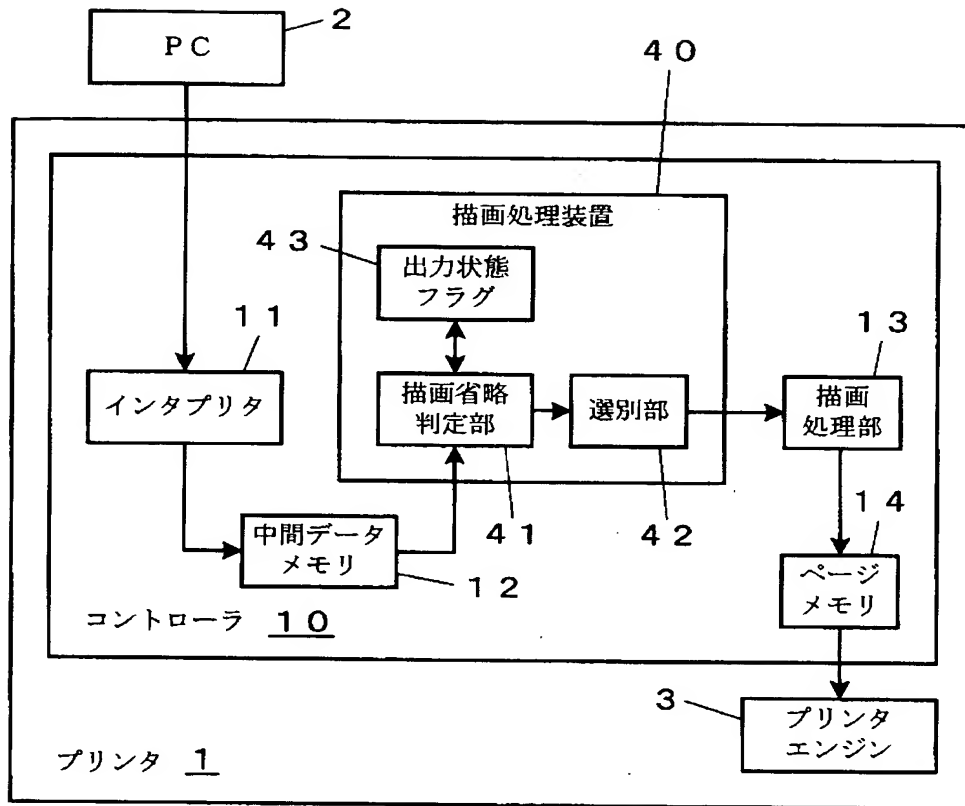 PC
2
40
描画処理装置
43
出力状態
フラグ
11
13
インタプリタ
描画省略
判定部
選別部
描画
処理部
41
42
14
中間データ
メモリ
12
ページ
メモリ
コントローラ 10
3
プリンタ
エンジン
プリンタ 1